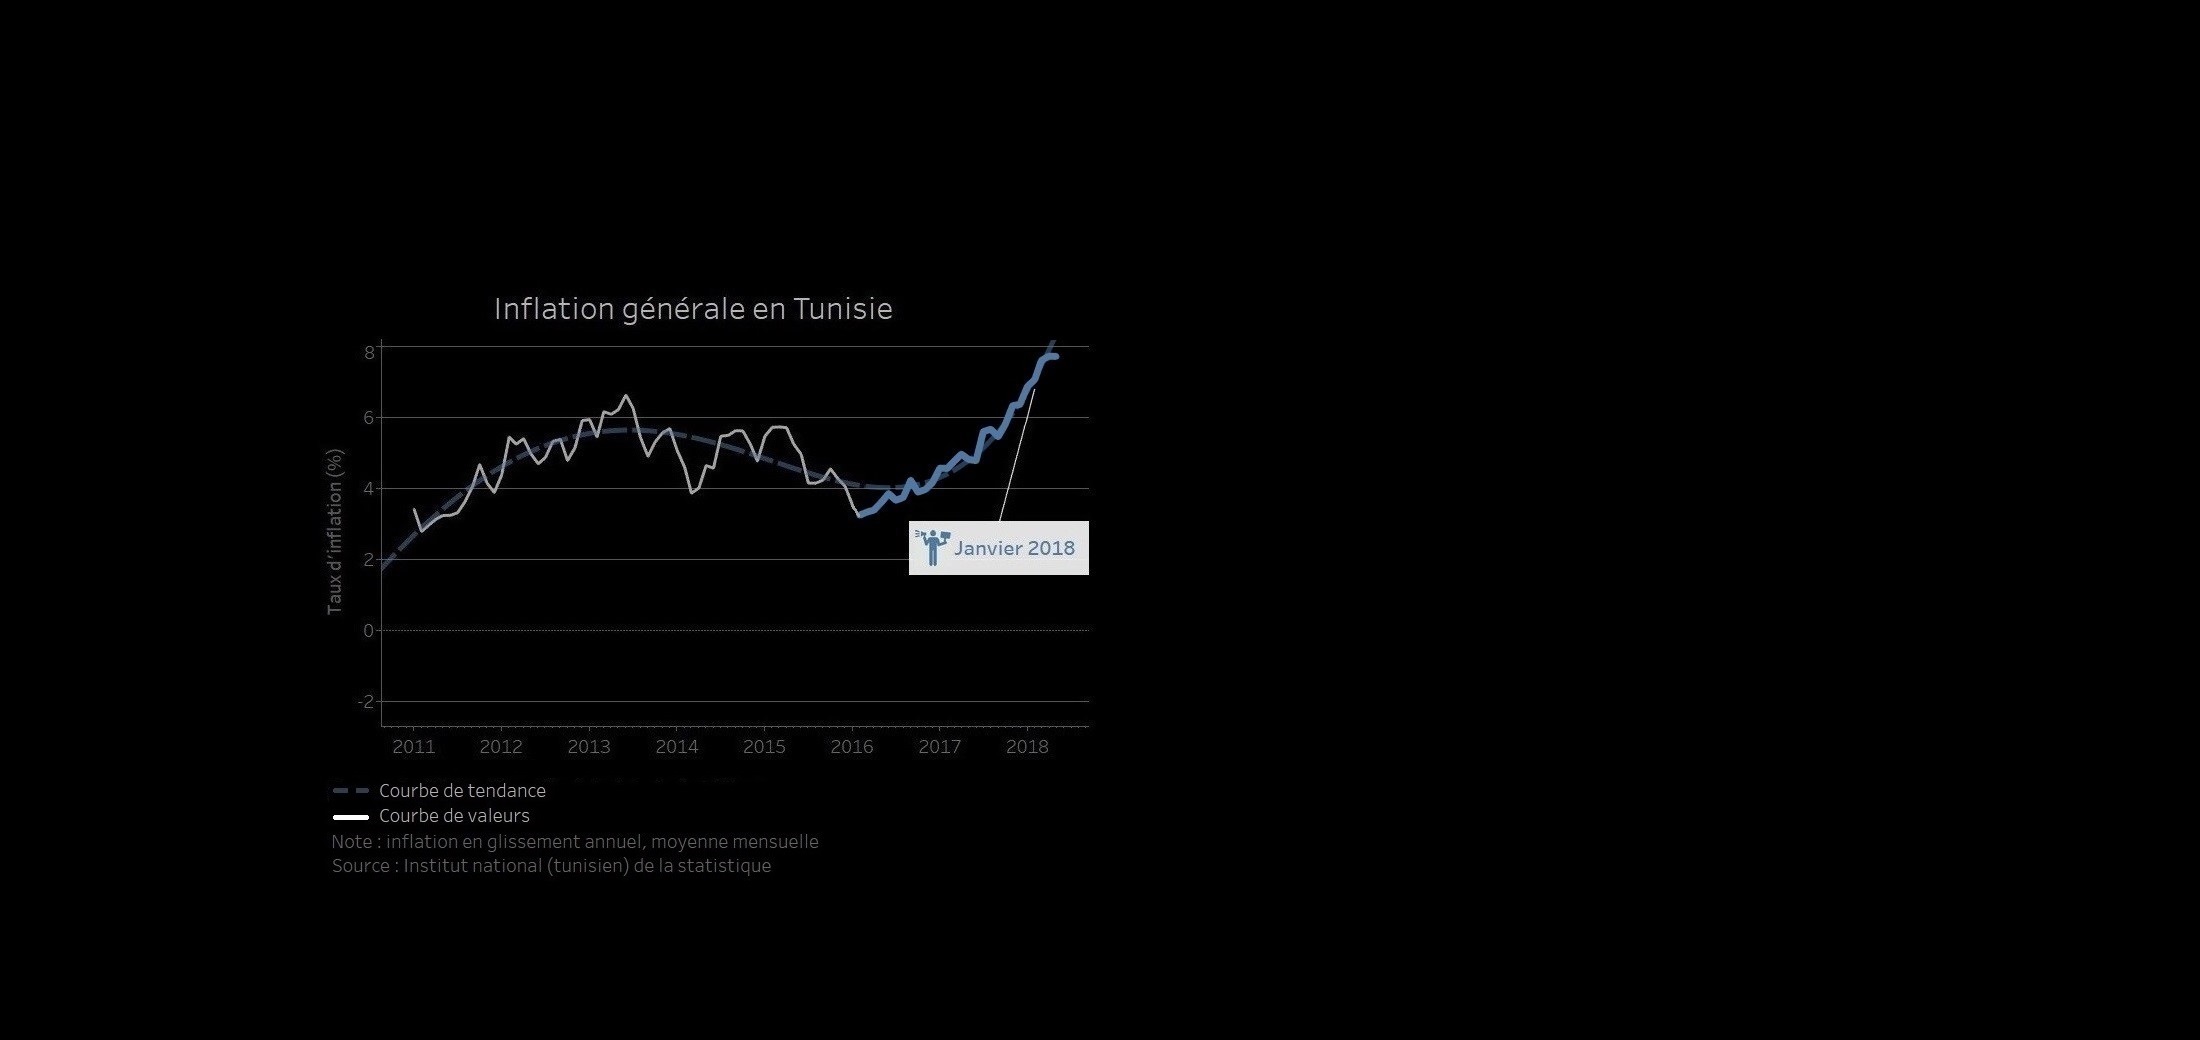 Inflation générale en Tunisie
Taux d'inflation (%)
8
6
4
2
0
-2
Janvier 2018
2011 2012 2013 2014 2015 2016 2017 2018
Courbe de tendance
Courbe de valeurs
Note : inflation en glissement annuel, moyenne mensuelle
Source : Institut national (tunisien) de la statistique